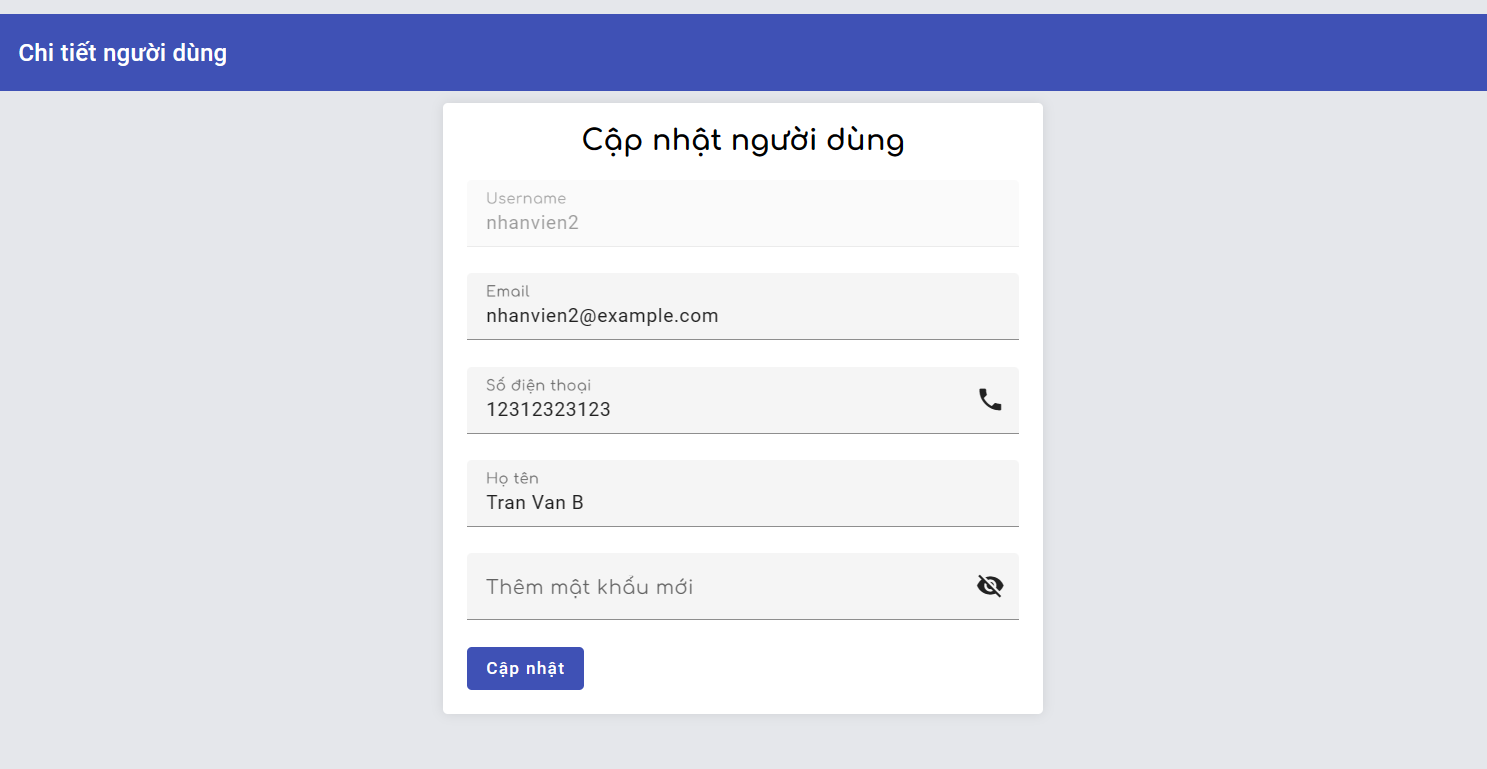 Chi tiết người dùng
Cập nhật người dùng
Username
nhanvien2
Email
nhanvien2@example.com
Số điện thoại
12312323123
Họ tên
Tran Van B
Thêm mật khẩu mới
Cập nhật